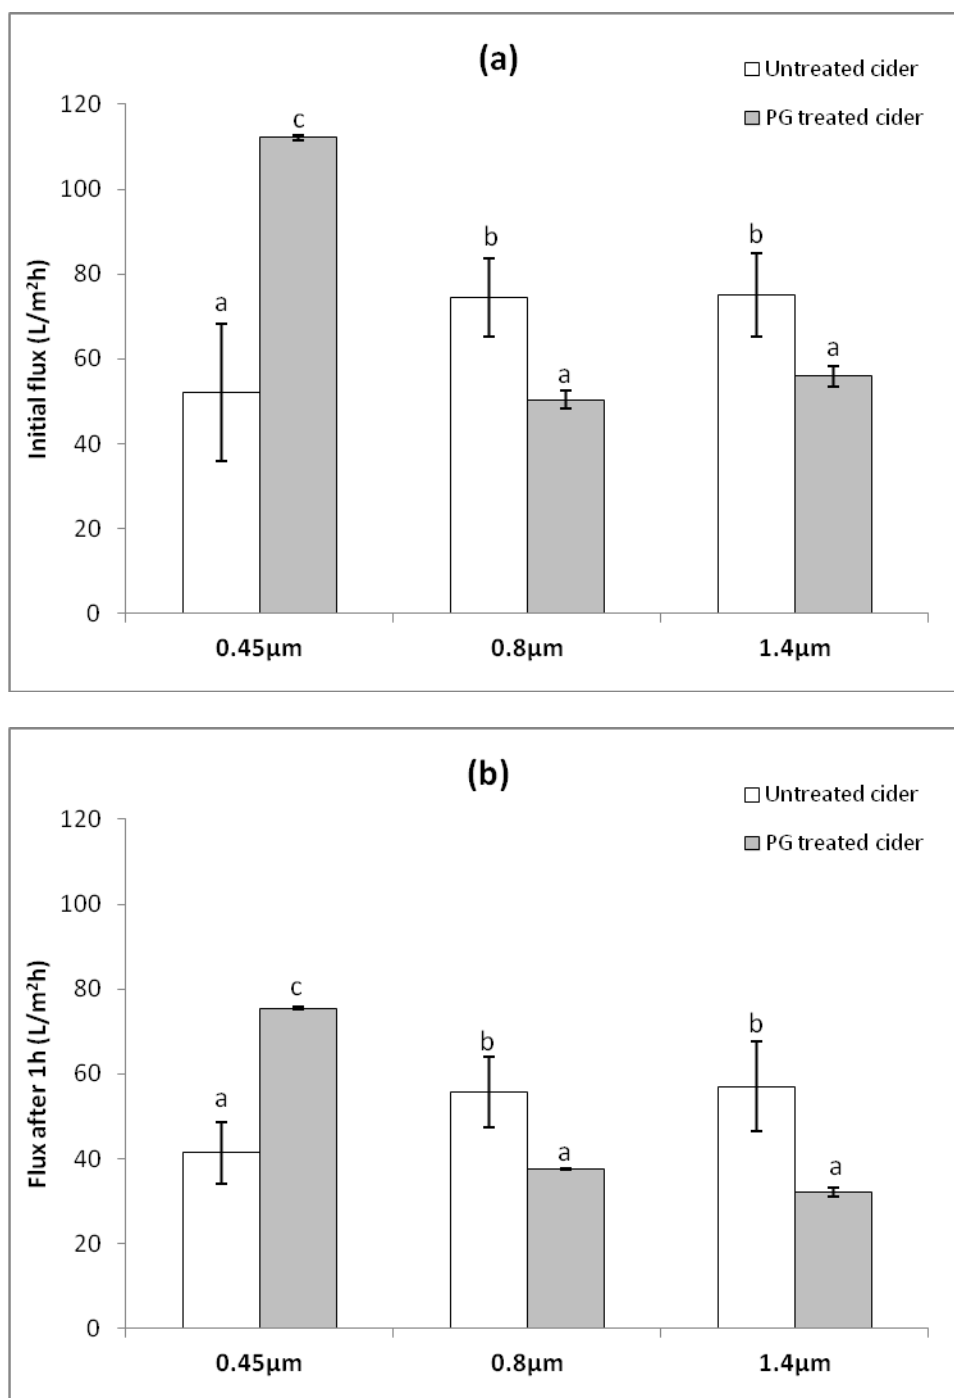 (a)
Untreated cider
PG treated cider
Initial flux (L/m²h)
120
100
80
60
40
20
0
a
c
b
a
b
a
0.45µm
0.8µm
1.4µm
(b)
Untreated cider
PG treated cider
Flux after 1h (L/m²h)
120
100
80
60
40
20
0
a
c
b
a
b
a
0.45µm
0.8µm
1.4µm